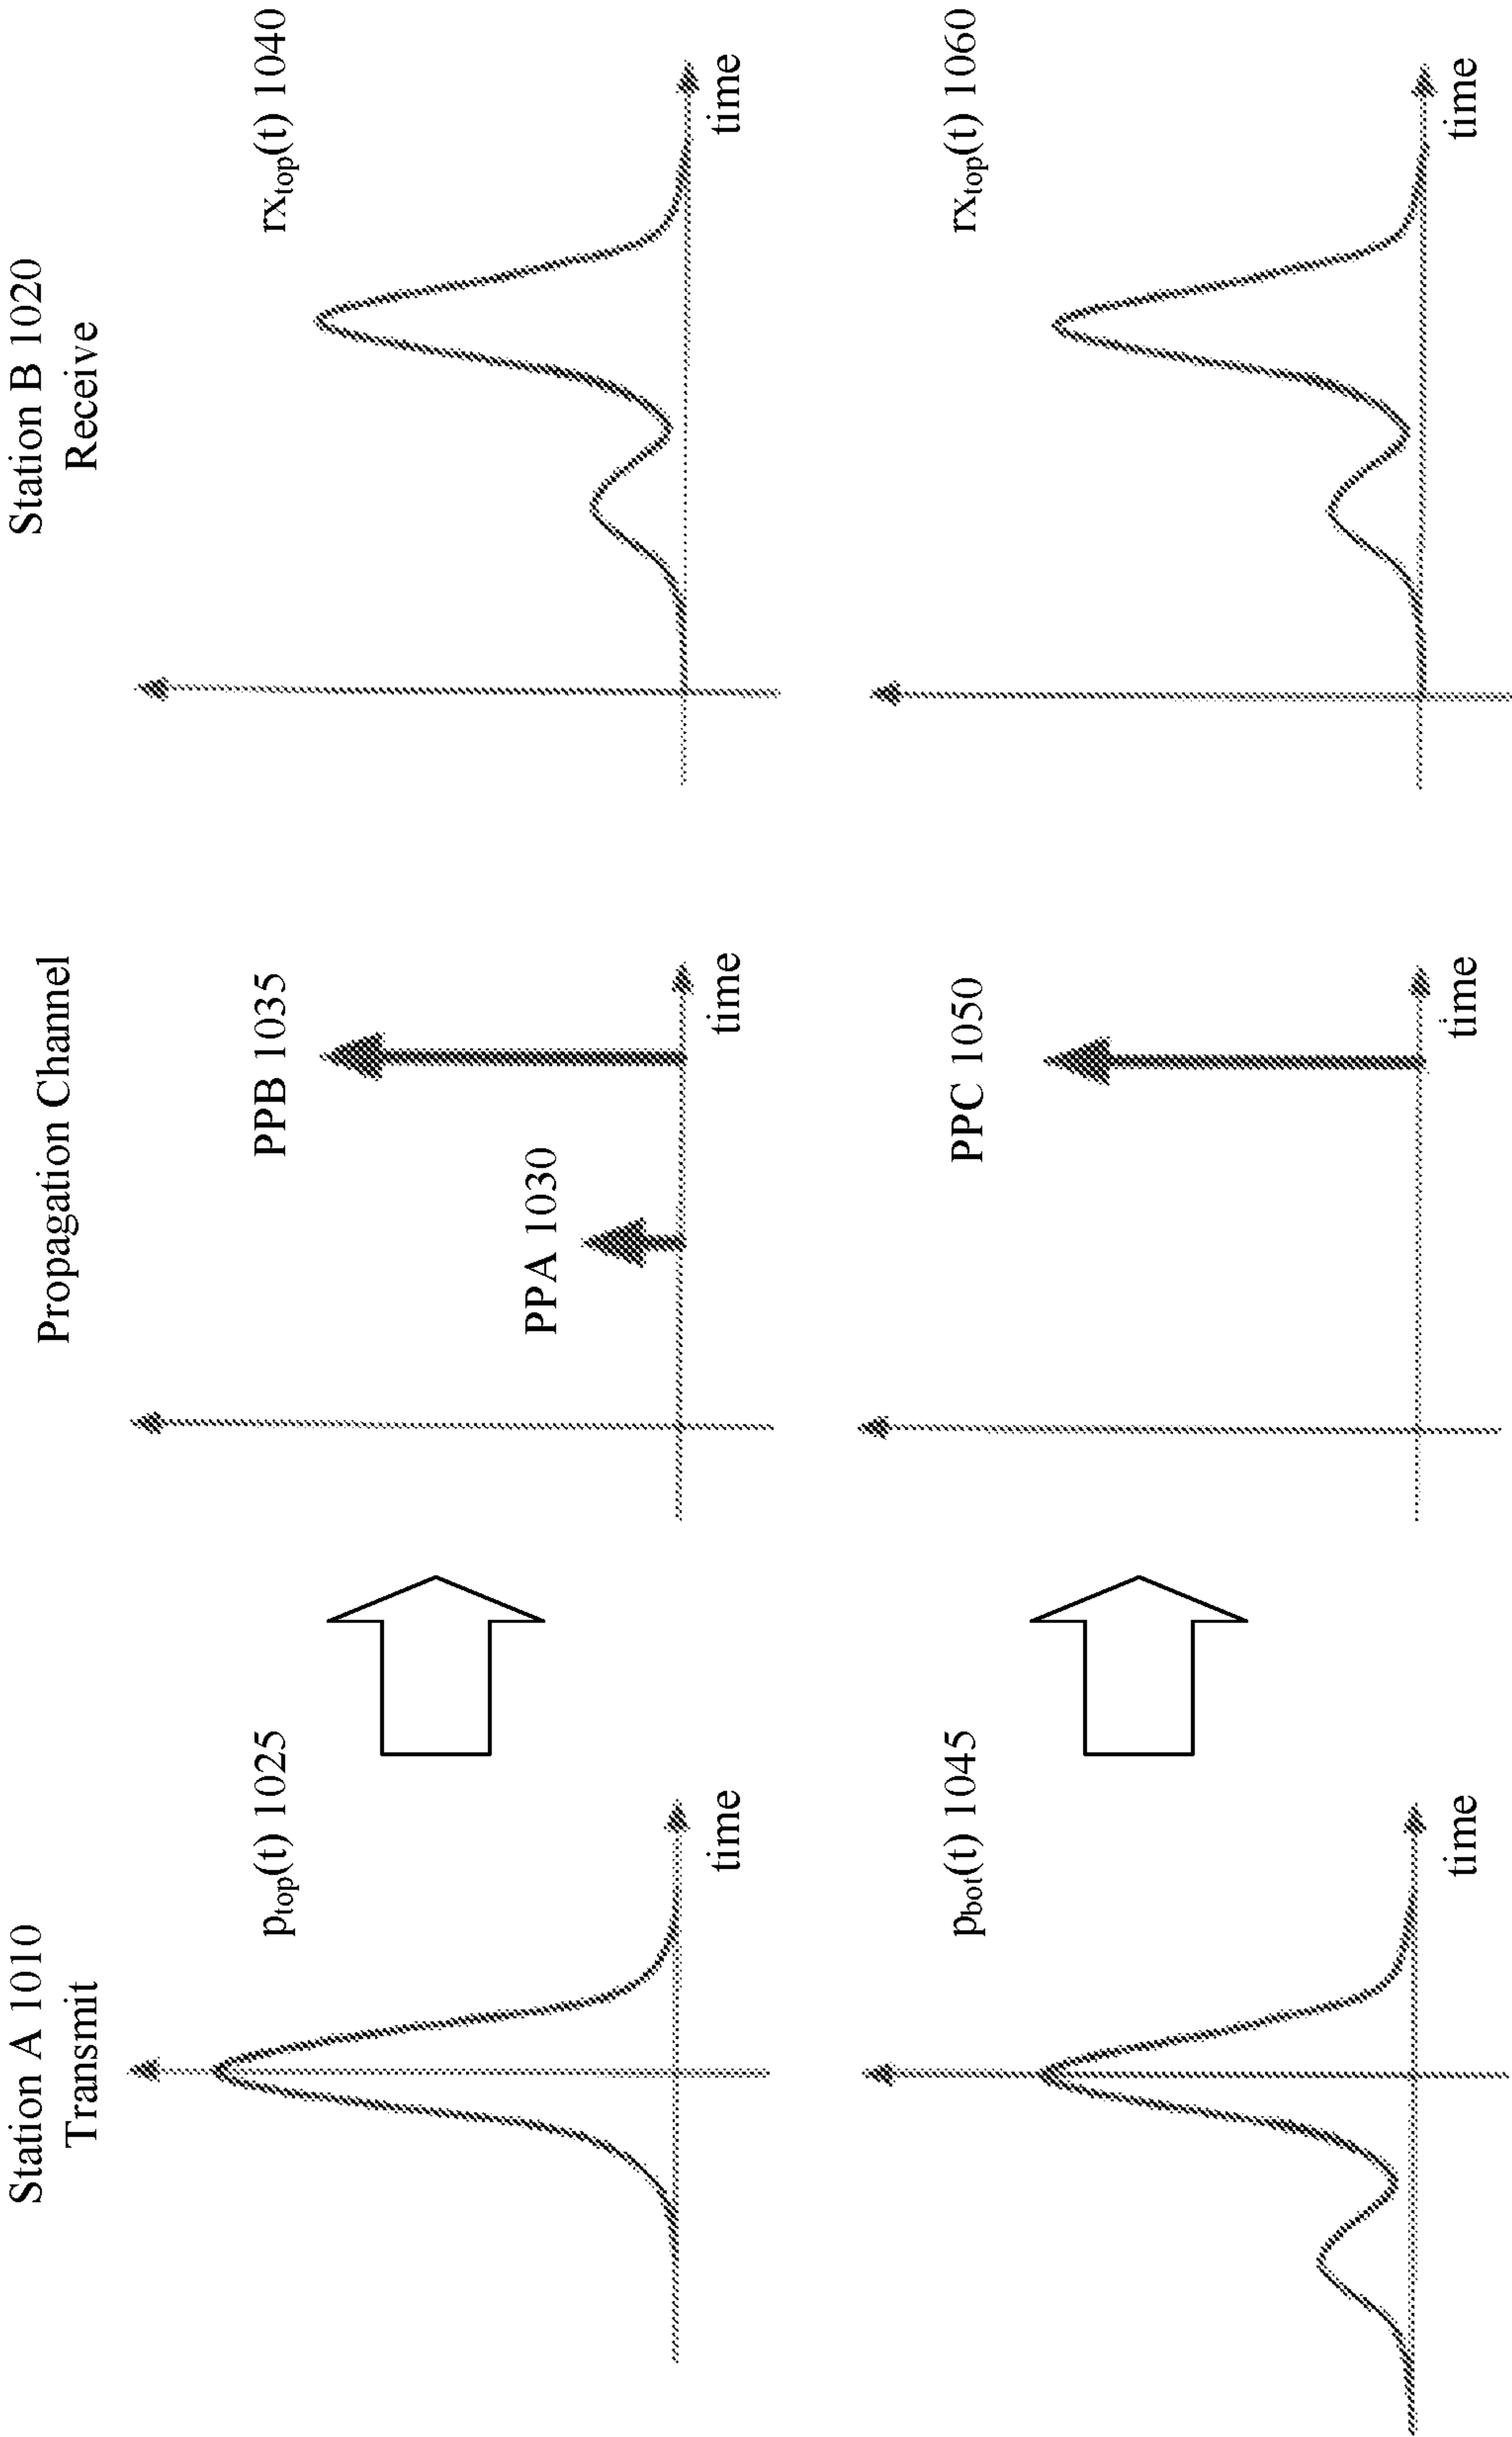 Station A 1010
Transmit
Propagation Channel
Station B 1020
Receive
ptop(t) 1025
time
PPB 1035
PPA 1030
time
rxtop(t) 1040
time
pbot(t) 1045
time
PPC 1050
time
rxtop(t) 1060
time